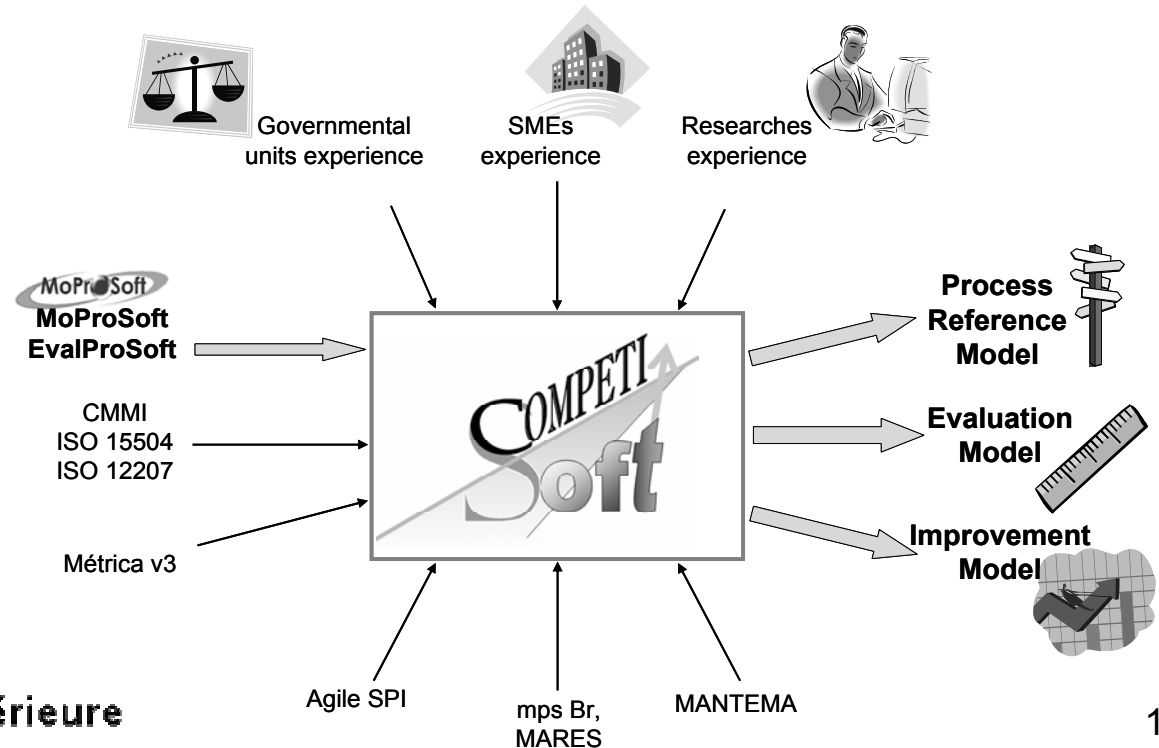 Governmental
units experience
SMEs
experience
Researches
experience
MoProSoft
MoProSoft
EvalProSoft
CMMI
ISO 15504
ISO 12207
Métrica v3
COMPETI
SOft
Process
Reference
Model
Evaluation
Model
Improvement
Model
Agile SPI
mps Br,
MARES
MANTEMA
érieure
1